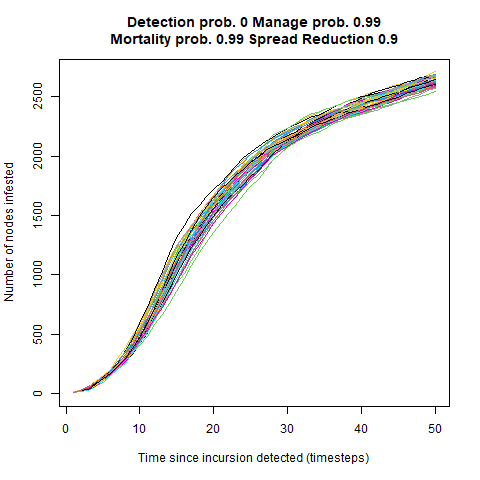 Detection prob. 0 Manage prob. 0.99
Mortality prob. 0.99 Spread Reduction 0.9
Number of nodes infested
2500
2000
1500
1000
500
0
0 10 20 30 40 50
Time since incursion detected (timesteps)